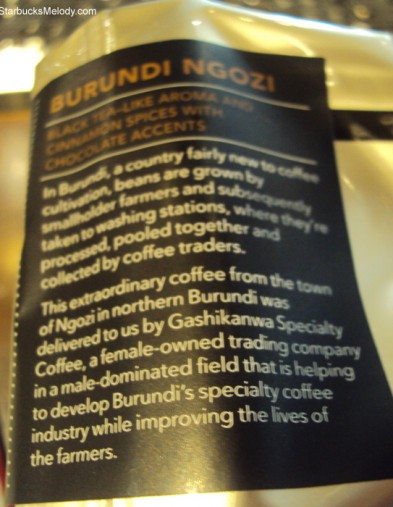 StarbucksMelody.com
BURUNDI NGOZI
BLACK TEA-LIKE AROMA AND
CINNAMON SPICES WITH
CHOCOLATE ACCENTS
In Burundi, a country fairly new to coffee
cultivation, beans are grown by
smallholder farmers and subsequently
taken to washing stations, where they're
processed, pooled together and
collected by coffee traders.
This extraordinary coffee from the town
of Ngozi in northern Burundi was
delivered to us by Gashikanwa Specialty
Coffee, a female-owned trading company
in a male-dominated field that is helping
to develop Burundi's specialty coffee
industry while improving the lives of
the farmers.